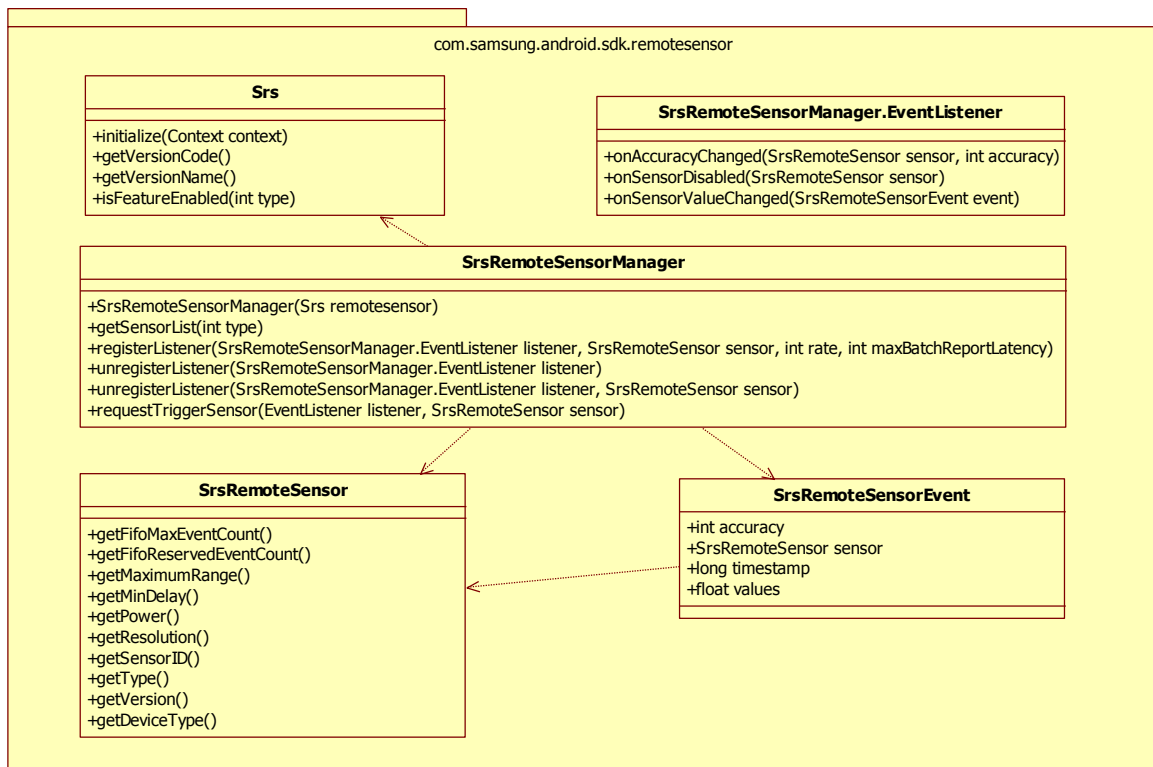 com.samsung.android.sdk.remotesensor
Srs
+initialize(Context context)
+getVersionCode()
+getVersionName()
+isFeatureEnabled(int type)
SrsRemoteSensorManager.EventListener
+onAccuracyChanged(SrsRemoteSensor sensor, int accuracy)
+onSensorDisabled(SrsRemoteSensor sensor)
+onSensorValueChanged(SrsRemoteSensorEvent event)
SrsRemoteSensorManager
+SrsRemoteSensorManager(Srs remotesensor)
+getSensorList(int type)
+registerListener(SrsRemoteSensorManager.EventListener listener, SrsRemoteSensor sensor, int rate, int maxBatchReportLatency)
+unregisterListener(SrsRemoteSensorManager.EventListener listener)
+unregisterListener(SrsRemoteSensorManager.EventListener listener, SrsRemoteSensor sensor)
+requestTriggerSensor(EventListener listener, SrsRemoteSensor sensor)
SrsRemoteSensor
+getFifoMaxEventCount()
+getFifoReservedEventCount()
+getMaximumRange()
+getMinDelay()
+getPower()
+getResolution()
+getSensorID()
+getType()
+getVersion()
+getDeviceType()
SrsRemoteSensorEvent
+int accuracy
+SrsRemoteSensor sensor
+long timestamp
+float values